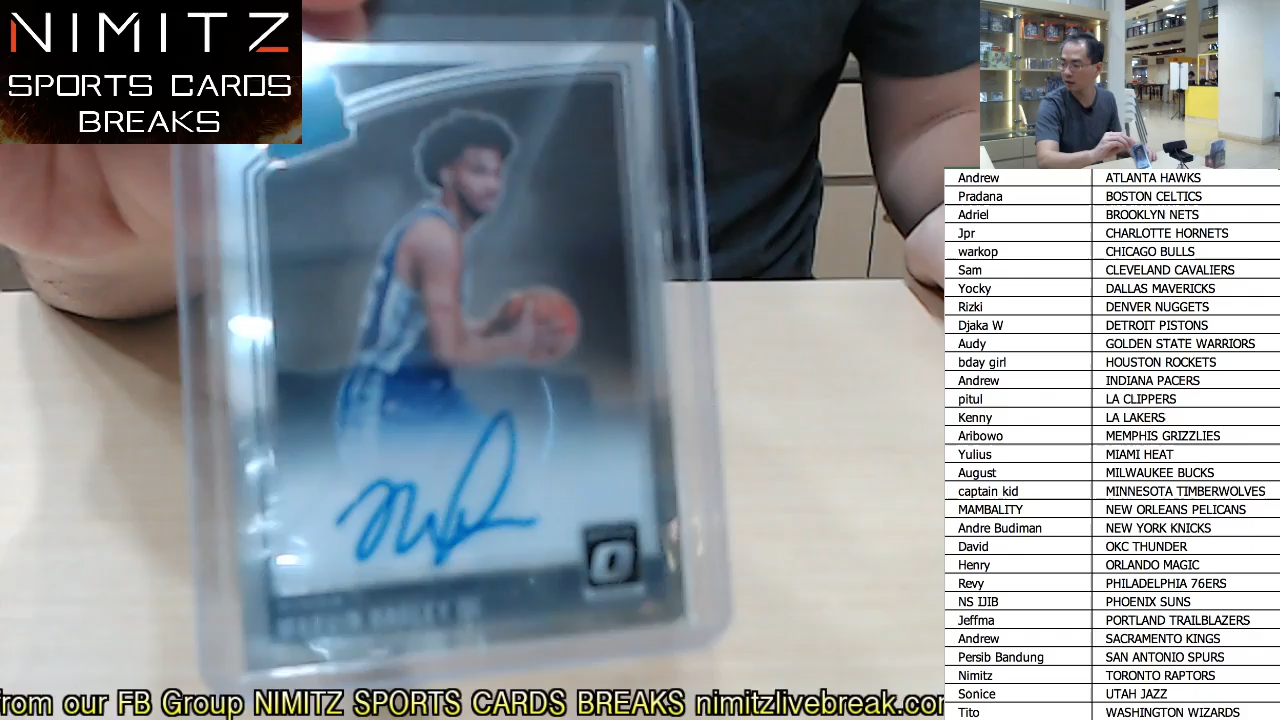 NIMITZ
SPORTS CARDS
BREAKS
Andrew ATLANTA HAWKS
Pradana BOSTON CELTICS
Adriel BROOKLYN NETS
Jpr CHARLOTTE HORNETS
warkop CHICAGO BULLS
Sam CLEVELAND CAVALIERS
Yocky DALLAS MAVERICKS
Rizki DENVER NUGGETS
Djaka W DETROIT PISTONS
Audy GOLDEN STATE WARRIORS
bday girl HOUSTON ROCKETS
Andrew INDIANA PACERS
pitul LA CLIPPERS
Kenny LA LAKERS
Aribowo MEMPHIS GRIZZLIES
Yulius MIAMI HEAT
August MILWAUKEE BUCKS
captain kid MINNESOTA TIMBERWOLVES
MAMBALITY NEW ORLEANS PELICANS
Andre Budiman NEW YORK KNICKS
David OKC THUNDER
Henry ORLANDO MAGIC
Revy PHILADELPHIA 76ERS
NS IJIB PHOENIX SUNS
Jeffma PORTLAND TRAILBLAZERS
Andrew SACRAMENTO KINGS
Persib Bandung SAN ANTONIO SPURS
Nimitz TORONTO RAPTORS
Sonice UTAH JAZZ
Tito WASHINGTON WIZARDS
from our FB Group NIMITZ SPORTS CARDS BREAKS nimitzlivebreak.com